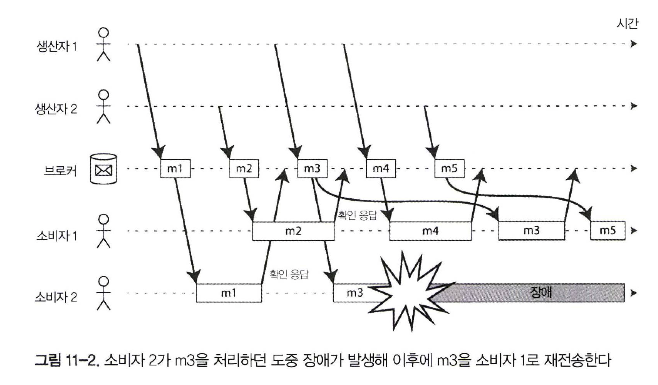 시간
생산자 1
생산자 2
브로커
m1
m2
m3
m4
m5
소비자 1
m2
확인 응답
m4
m3
m5
소비자 2
m1
확인 응답
m3
장애
그림 11-2. 소비자 2가 m3을 처리하던 도중 장애가 발생해 이후에 m3을 소비자 1로 재전송한다